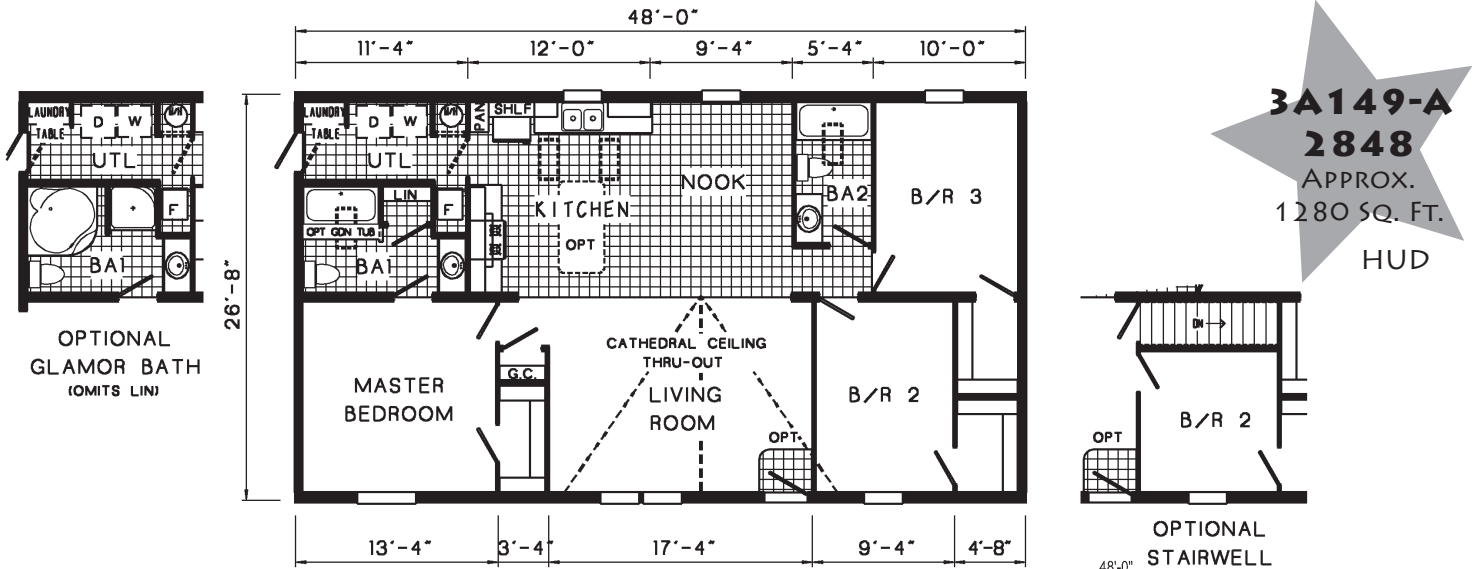 48'-0"
11'-4" 12'-0" 9'-4" 5'-4" 10'-0"
26'-8"
LAUNDRY
TABLE
D W
W/H
UTL
F
BA1
OPTIONAL
GLAMOR BATH
(OMITS LIN)
LAUNDRY
TABLE
D W
W/H
PAN
SHLF
UTL
LIN
F
OPT GDN TUB
BA1
KITCHEN
OPT
NOOK
BA2
B/R 3
MASTER
BEDROOM
G.C.
CATHEDRAL CEILING
THRU-OUT
LIVING
ROOM
OPT
B/R 2
13'-4" 3'-4" 17'-4" 9'-4" 4'-8"
3A149-A
2848
APPROX.
1280 SQ. FT.
HUD
DN
B/R 2
OPT
OPTIONAL
STAIRWELL
48'-0"